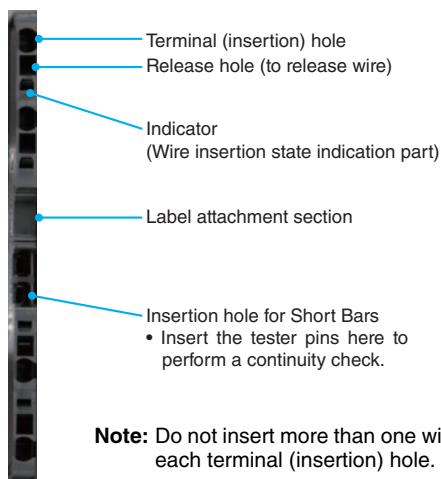 Terminal (insertion) hole
Release hole (to release wire)
Indicator
(Wire insertion state indication part)
Label attachment section
Insertion hole for Short Bars
• Insert the tester pins here to
perform a continuity check.
Note: Do not insert more than one
each terminal (insertion) hole.